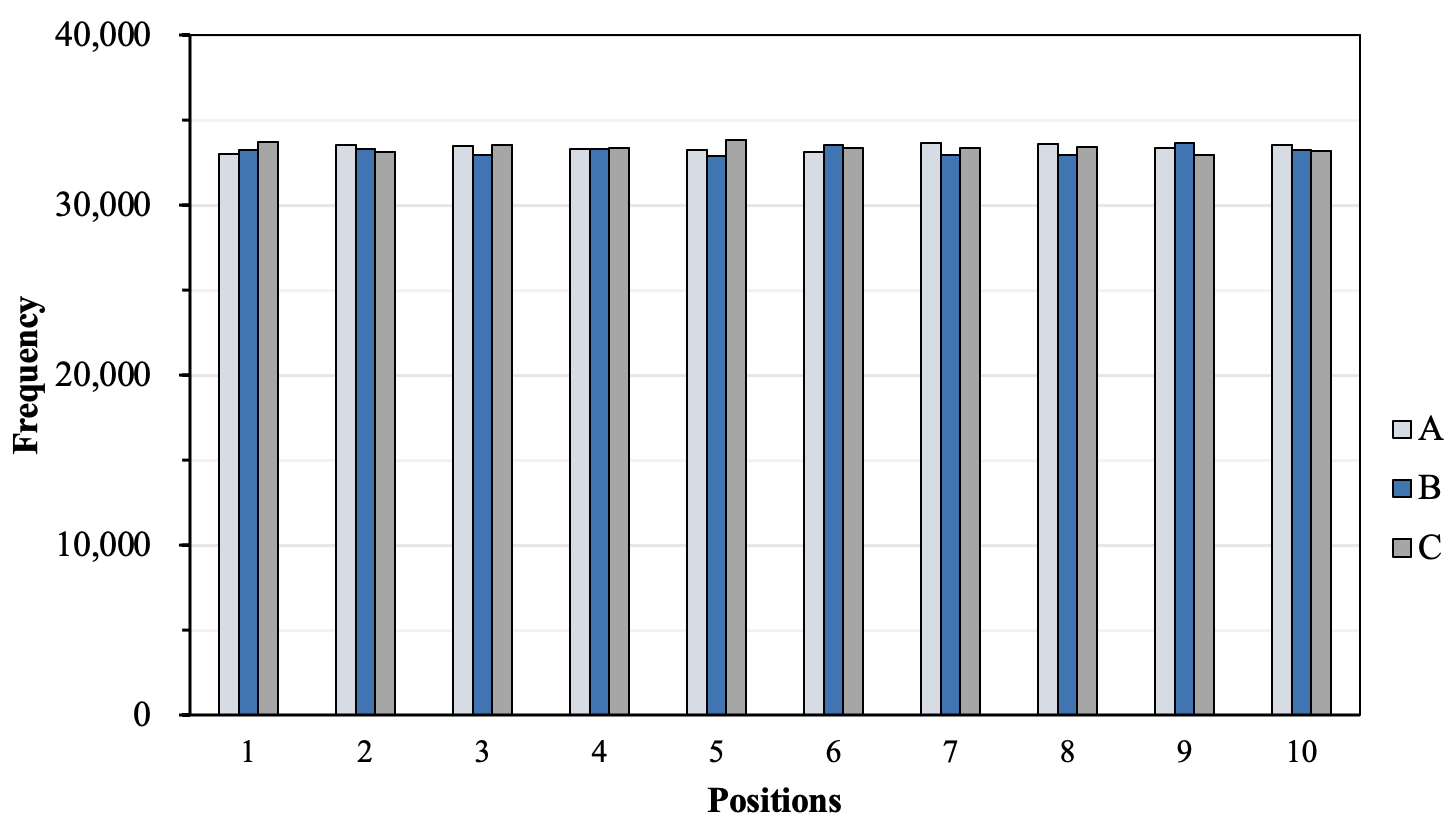 40,000
30,000
20,000
10,000
0
Frequency
1 2 3 4 5 6 7 8 9 10
Positions
A
B
C